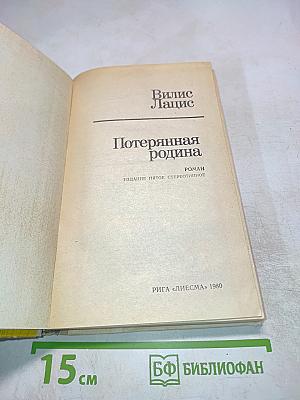 Вилис
Лацис
Потерянная
родина
РОМАН
ИЗДАНИЕ ПЯТОЕ СТЕРЕОТИПНОЕ
РИГА «ЛИЕСМА» 1980
15 см
БФ БИБЛИОФАН